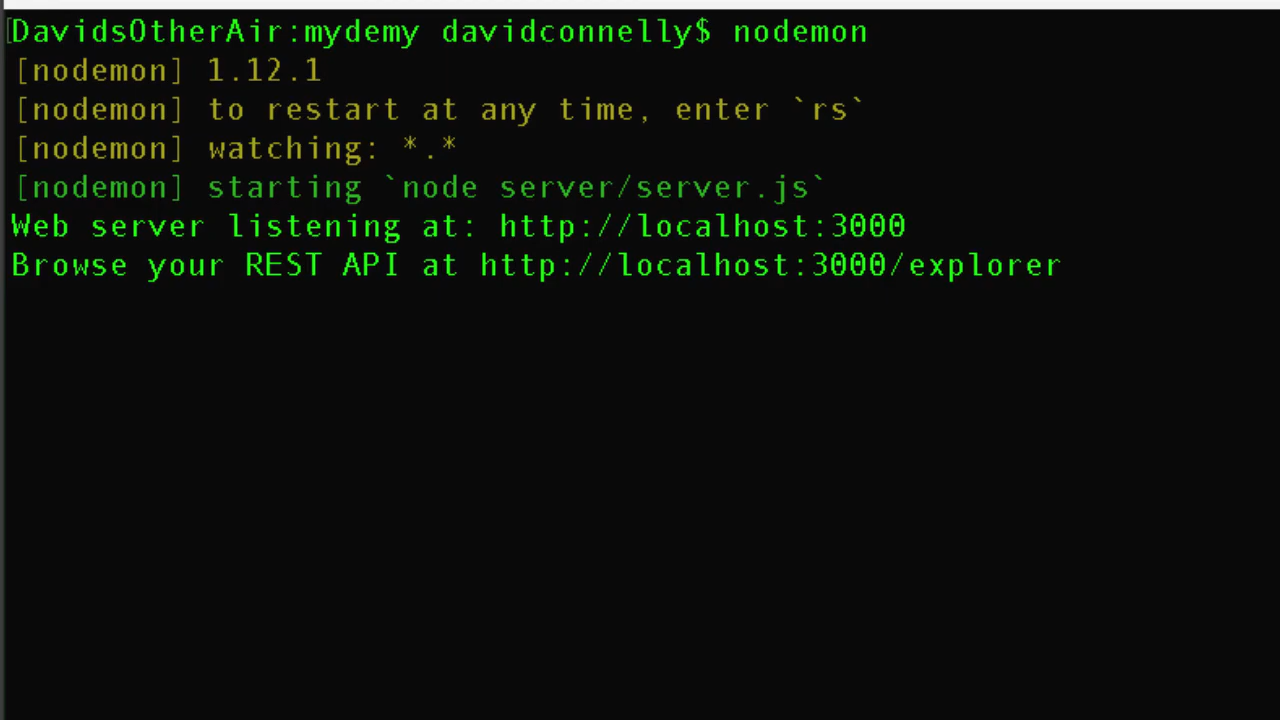 DavidsOtherAir:mydemy davidconnelly$ nodemon
[nodemon] 1.12.1
[nodemon] to restart at any time, enter `rs`
[nodemon] watching: *.*
[nodemon] starting `node server/server.js`
Web server listening at: http://localhost:3000
Browse your REST API at http://localhost:3000/explorer